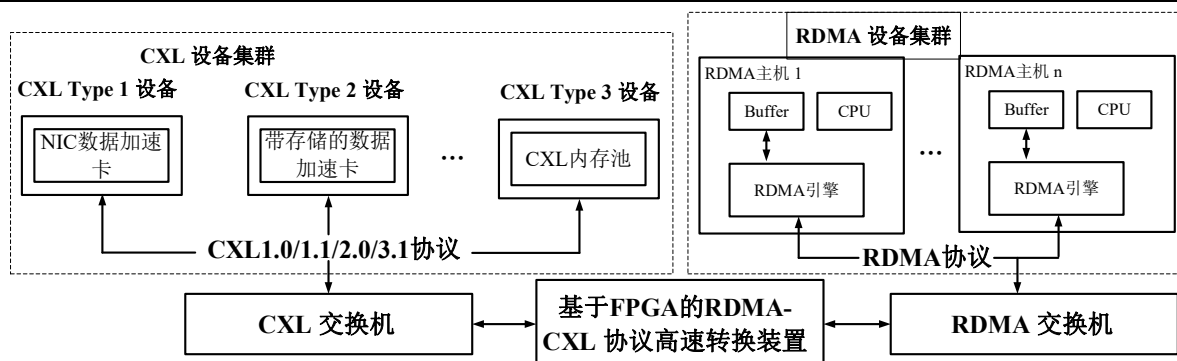 CXL 设备集群
CXL Type 1 设备
NIC数据加速
卡
CXL Type 2 设备
带存储的数据
加速卡
...
CXL Type 3 设备
CXL内存池
CXL1.0/1.1/2.0/3.1协议
RDMA 设备集群
RDMA主机 1
Buffer
CPU
RDMA引擎
...
RDMA主机 n
Buffer
CPU
RDMA引擎
RDMA协议
CXL 交换机
基于FPGA的RDMA-
CXL 协议高速转换装置
RDMA 交换机